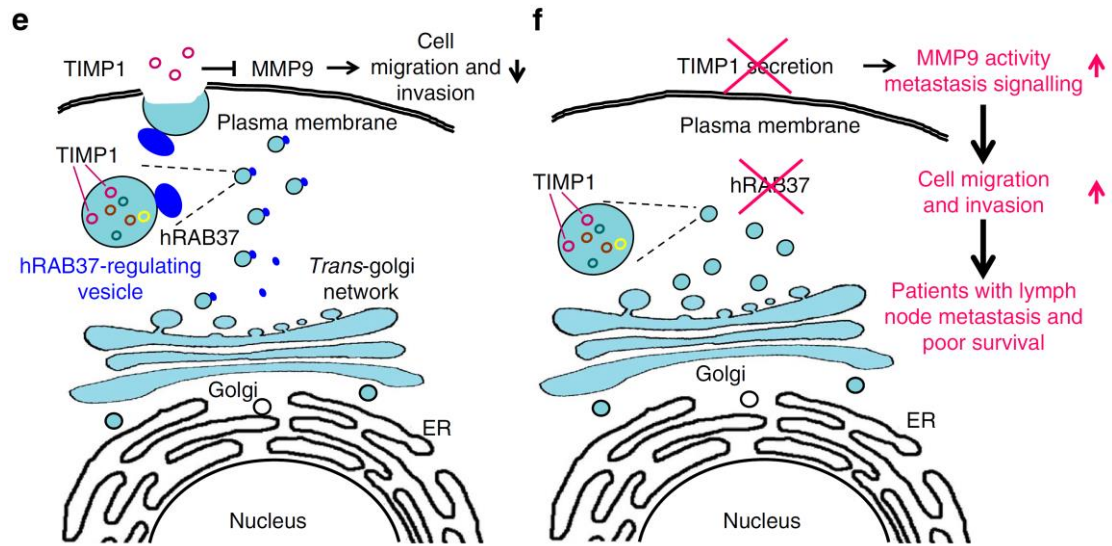 e
TIMP1
MMP9
Cell
migration and
invasion
Plasma membrane
TIMP1
hRAB37
hRAB37-regulating
vesicle
Trans-golgi
network
Golgi
ER
Nucleus
f
TIMP1 secretion
MMP9 activity
metastasis signalling
Plasma membrane
TIMP1
hRAB37
Cell migration
and invasion
Patients with lymph
node metastasis and
poor survival
Golgi
ER
Nucleus